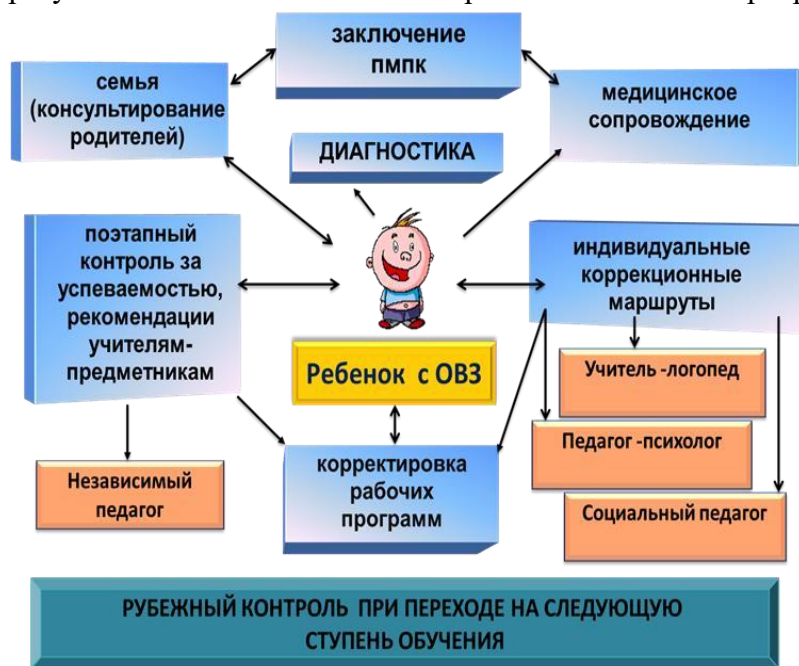 заключение
пмпк
семья
(консультирование
родителей)
медицинское
сопровождение
ДИАГНОСТИКА
поэтапный
контроль за
успеваемостью,
рекомендации
учителям-
предметникам
индивидуальные
коррекционные
маршруты
Ребенок с ОВЗ
Учитель -логопед
Педагог -психолог
Социальный педагог
Независимый
педагог
корректировка
рабочих
программ
РУБЕЖНЫЙ КОНТРОЛЬ ПРИ ПЕРЕХОДЕ НА СЛЕДУЮЩУЮ
СТУПЕНЬ ОБУЧЕНИЯ